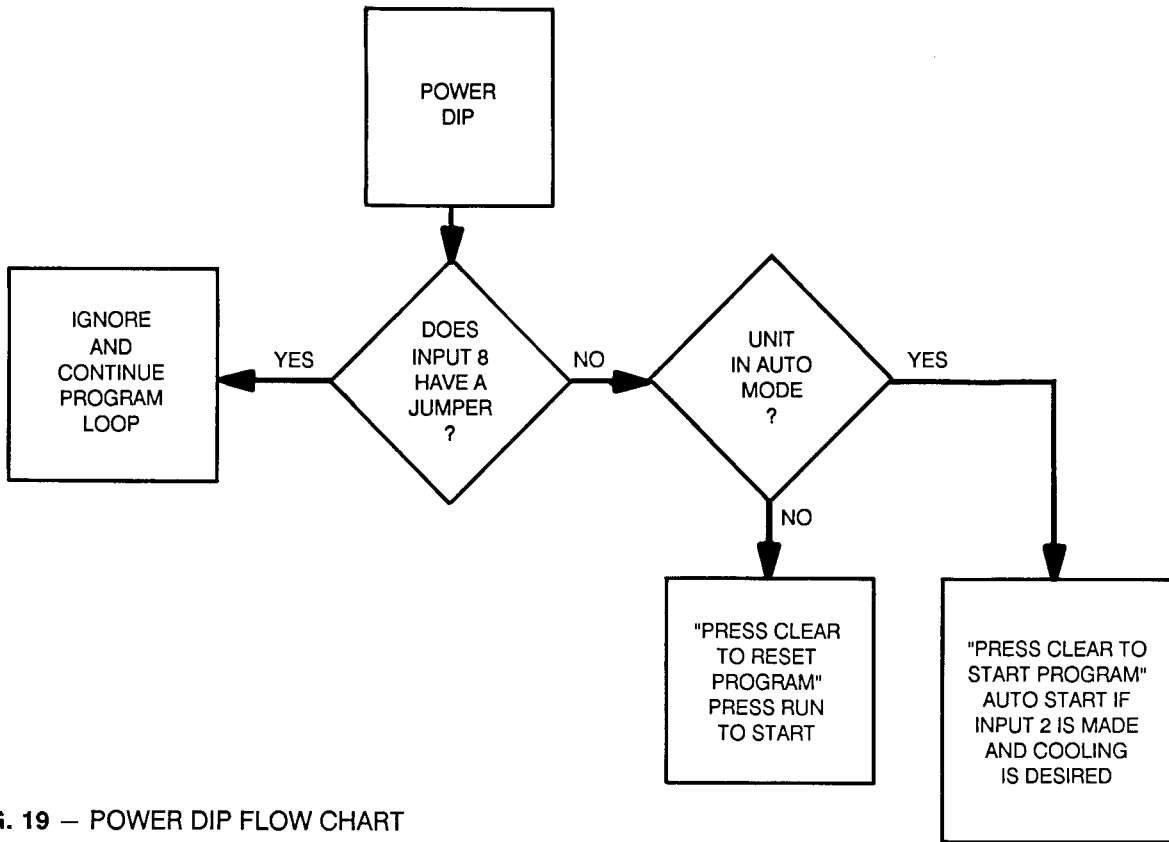 POWER
DIP
IGNORE
AND
CONTINUE
PROGRAM
LOOP
YES
DOES
INPUT 8
HAVE A
JUMPER
?
NO
UNIT
IN AUTO
MODE
?
YES
NO
"PRESS CLEAR
TO RESET
PROGRAM"
PRESS RUN
TO START
"PRESS CLEAR TO
START PROGRAM"
AUTO START IF
INPUT 2 IS MADE
AND COOLING
IS DESIRED
G. 19 – POWER DIP FLOW CHART